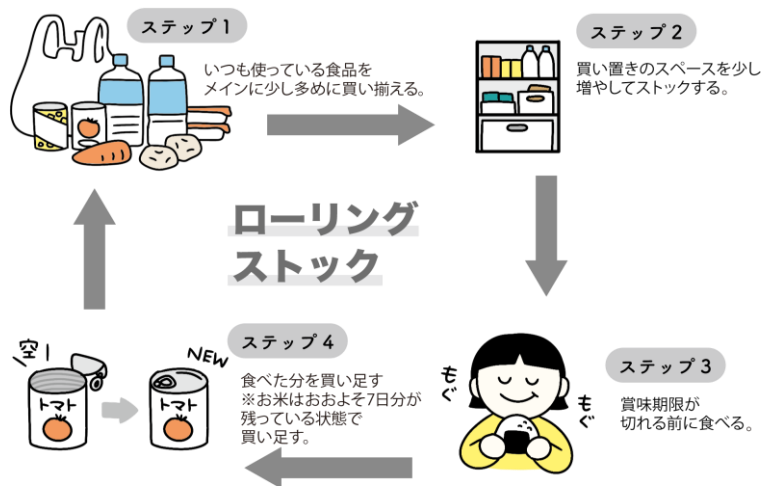 ステップ1
いつも使っている食品を
メインに少し多めに買い揃える。
ステップ2
買い置きのスペースを少し
増やしてストックする。
ローリング
ストック
ステップ3
賞味期限が
切れる前に食べる。
もぐ
もぐ
ステップ4
食べた分を買い足す
※お米はおおよそ7日分が
残っている状態で
買い足す。
空!
トマト
NEW
トマト